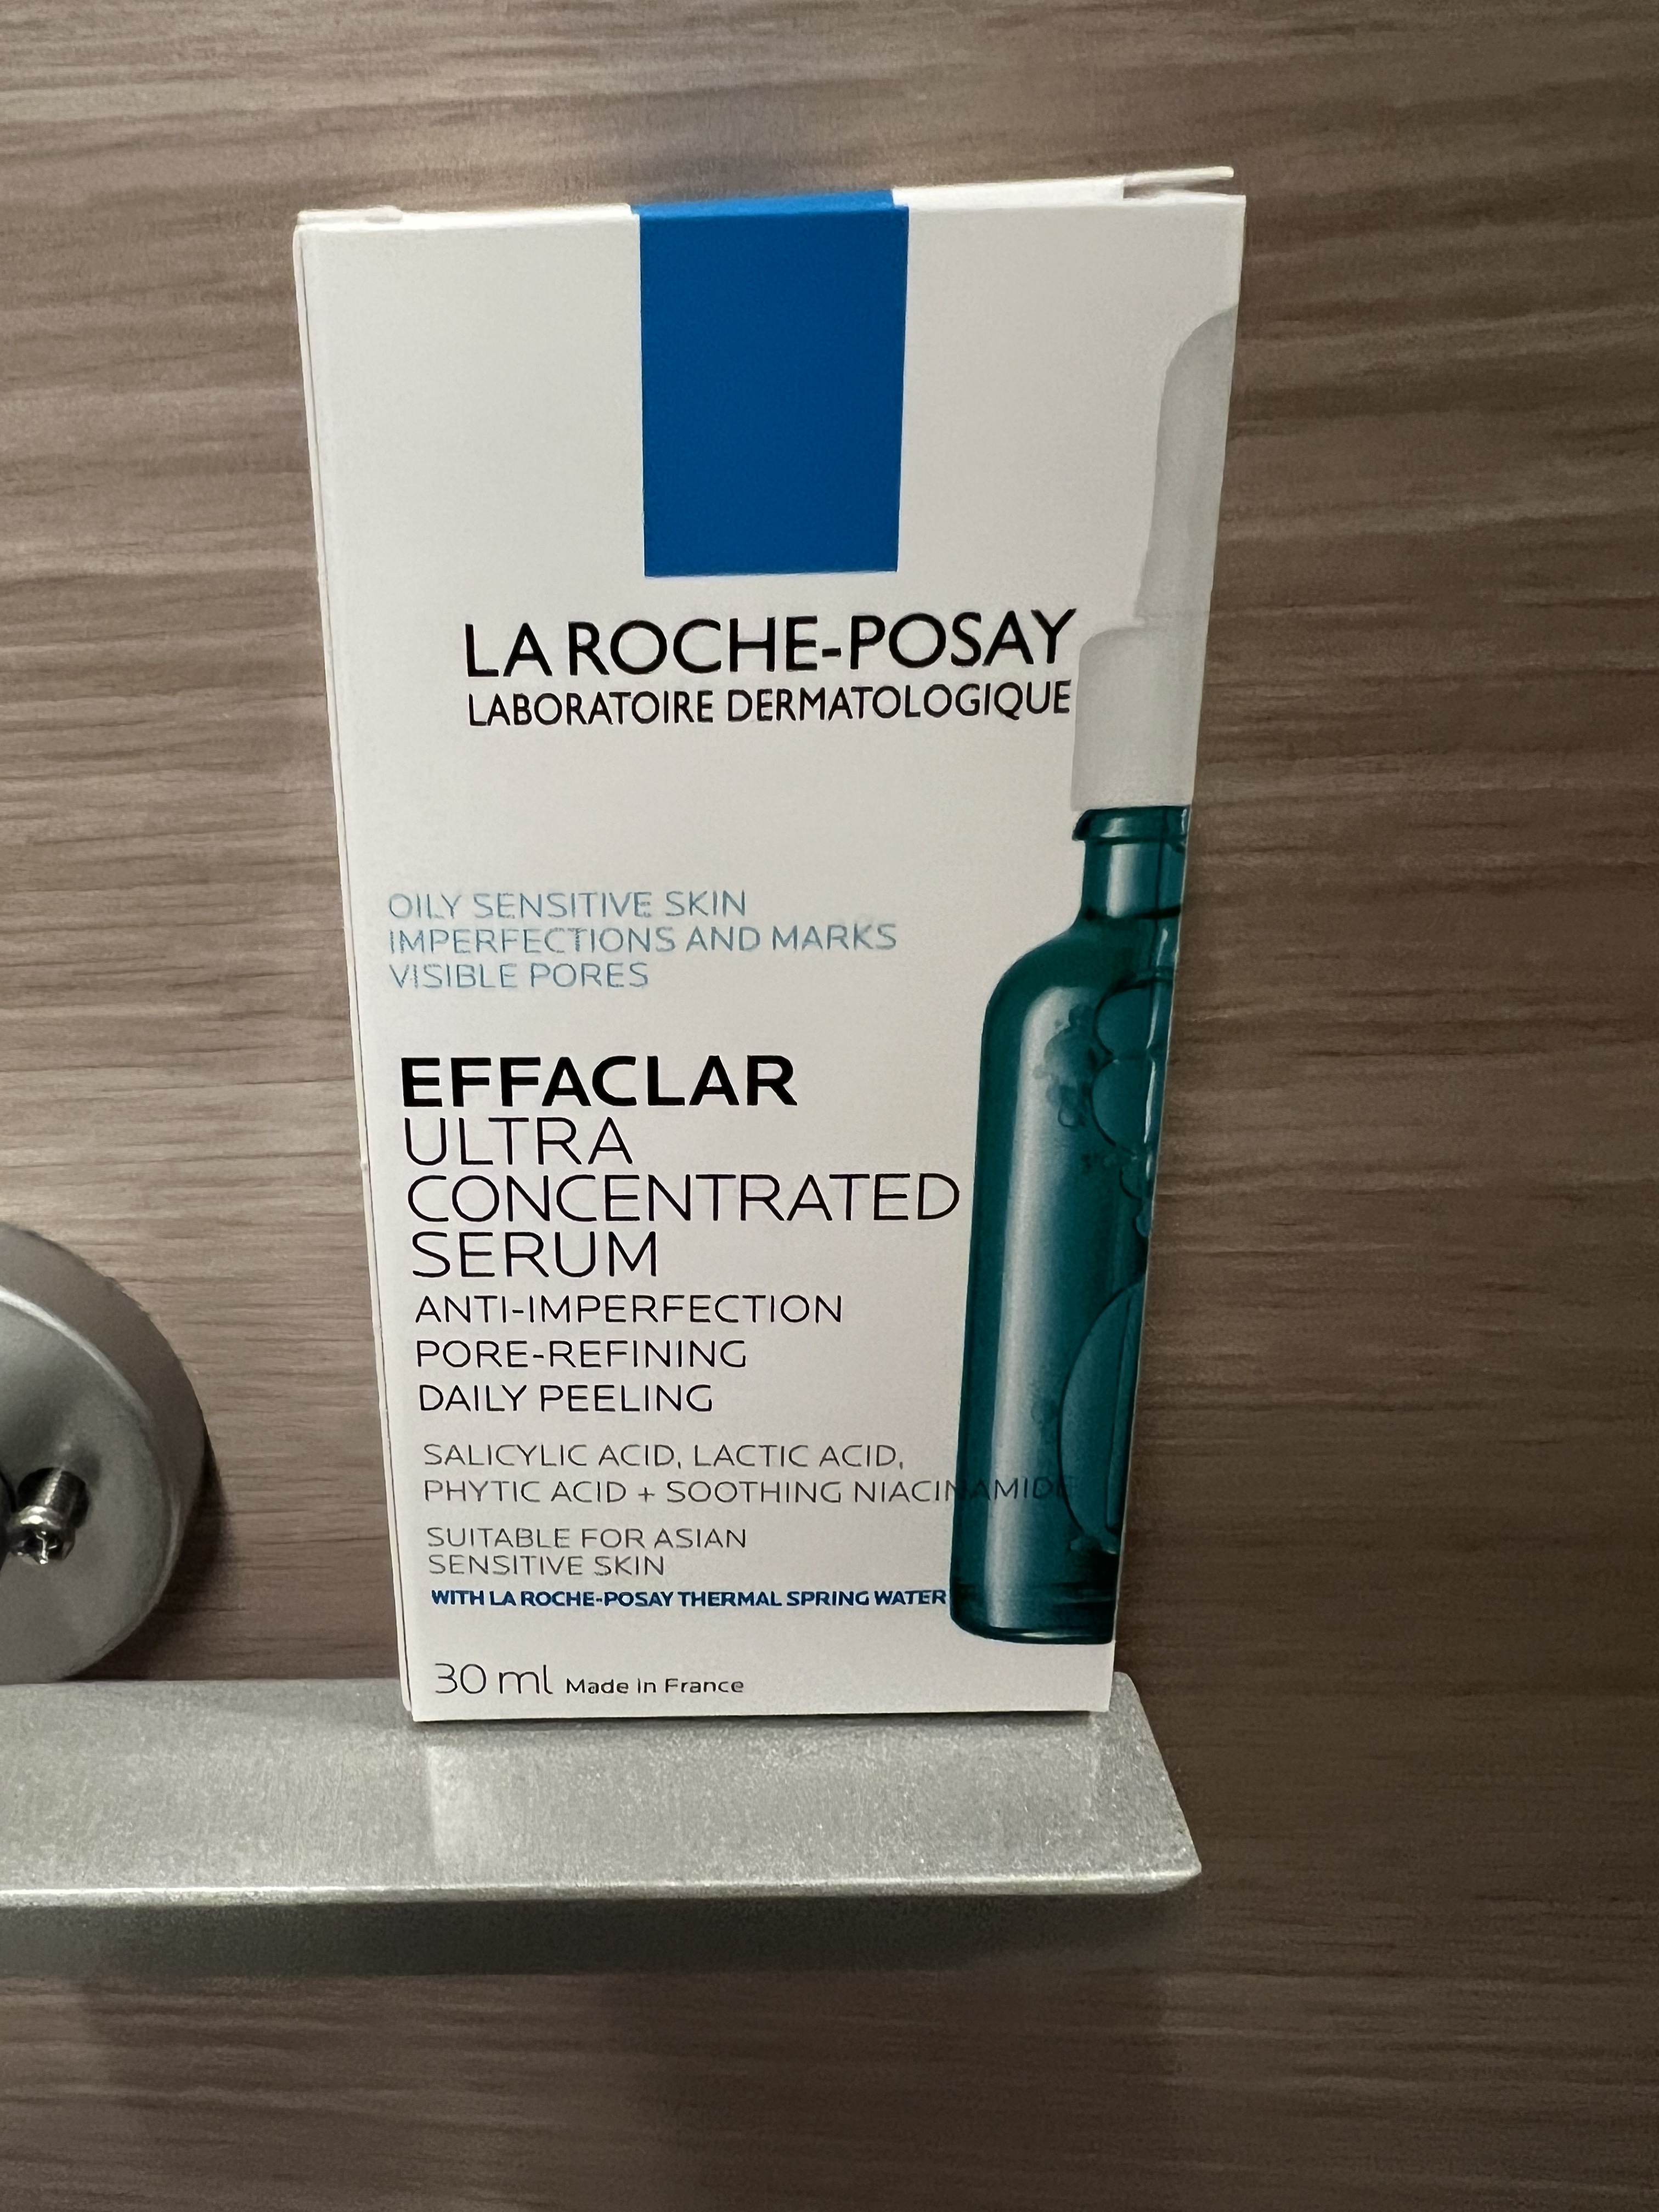 LA ROCHE-POSAY
LABORATOIRE DERMATOLOGIQUE
OILY SENSITIVE SKIN
IMPERFECTIONS AND MARKS
VISIBLE PORES
EFFACLAR
ULTRA
CONCENTRATED
SERUM
ANTI-IMPERFECTION
PORE-REFINING
DAILY PEELING
SALICYLIC ACID, LACTIC ACID,
PHYTIC ACID + SOOTHING NIACINAMIDE
SUITABLE FOR ASIAN
SENSITIVE SKIN
WITH LA ROCHE-POSAY THERMAL SPRING WATER
30 ml Made in France